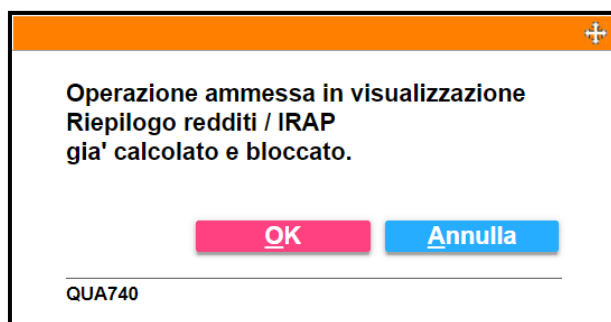 Operazione ammessa in visualizzazione
Riepilogo redditi / IRAP
gia' calcolato e bloccato.
OK
Annulla
QUA740